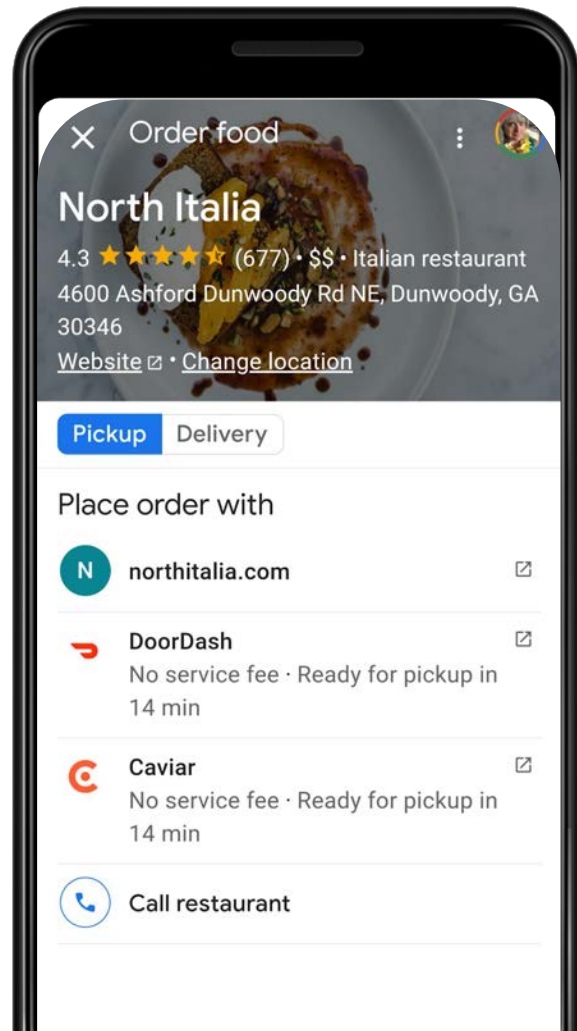 Order food
North Italia
4.3 (677) • $$ • Italian restaurant
4600 Ashford Dunwoody Rd NE, Dunwoody, GA
30346
Website • Change location
Pickup Delivery
Place order with
N northitalia.com
DoorDash
No service fee · Ready for pickup in
14 min
Caviar
No service fee · Ready for pickup in
14 min
Call restaurant